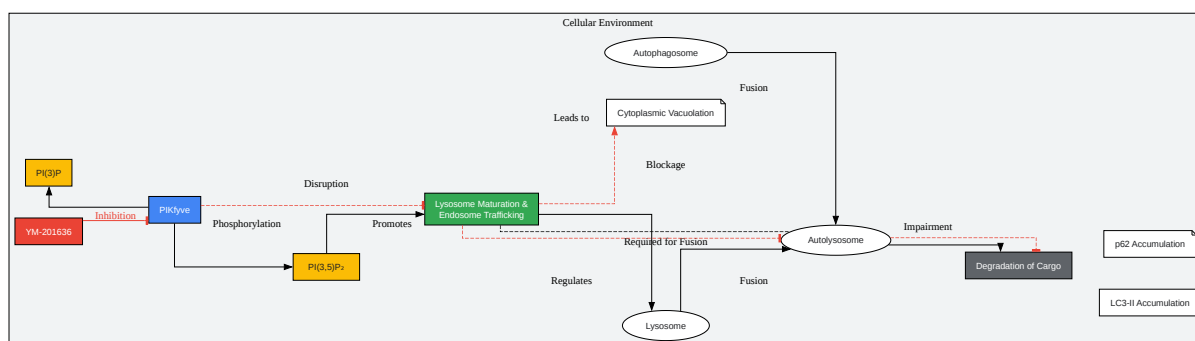 Cellular Environment
Autophagosome
Fusion
Cytoplasmic Vacuolation
Leads to
Blockage
PI(3)P
Disruption
Lysosome Maturation &
Endosome Trafficking
PIKfyve
Inhibition
YM-201636
Phosphorylation
Promotes
Impairment
Required for Fusion
Autolysosome
p62 Accumulation
PI(3,5)P₂
Degradation of Cargo
Regulates
Fusion
LC3-II Accumulation
Lysosome